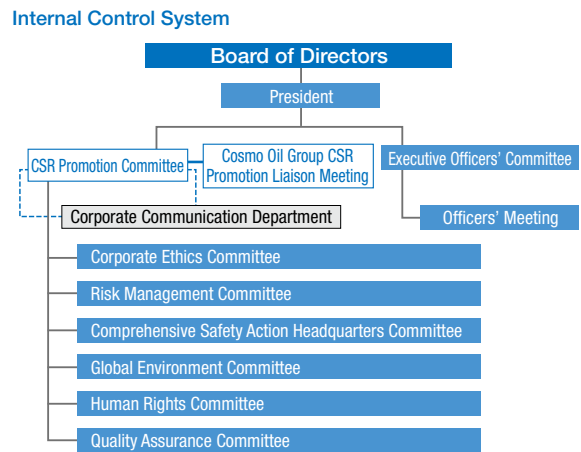 Internal Control System
Board of Directors
President
CSR Promotion Committee
Cosmo Oil Group CSR
Promotion Liaison Meeting
Executive Officers' Committee
Corporate Communication Department
Officers' Meeting
Corporate Ethics Committee
Risk Management Committee
Comprehensive Safety Action Headquarters Committee
Global Environment Committee
Human Rights Committee
Quality Assurance Committee